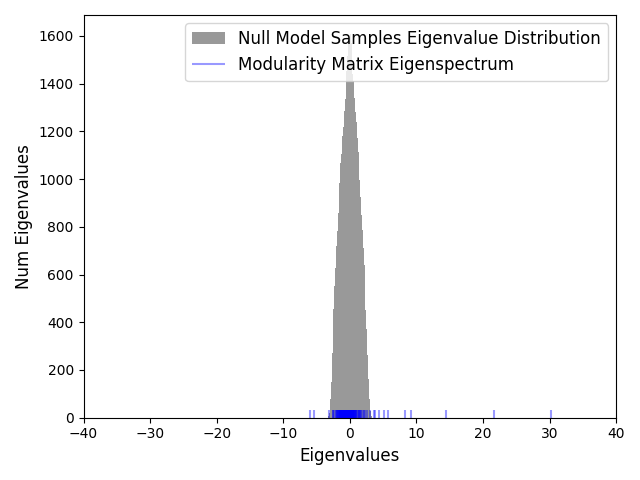 Null Model Samples Eigenvalue Distribution
Modularity Matrix Eigenspectrum
1600
1400
1200
1000
800
600
400
200
0
Num Eigenvalues
−40 −30 −20 −10 0 10 20 30 40
Eigenvalues